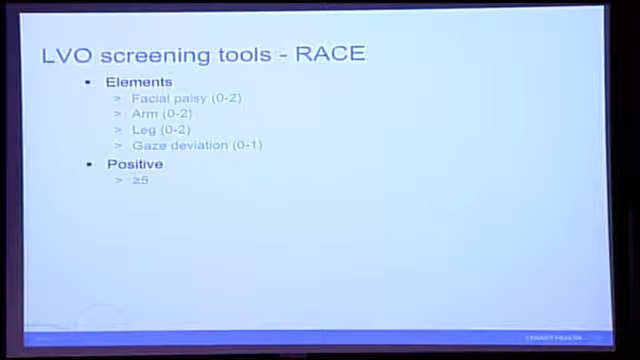 LVO screening tools - RACE
▪ Elements
> Facial palsy (0-2)
> Arm (0-2)
> Leg (0-2)
> Gaze deviation (0-1)
▪ Positive
> ≥5